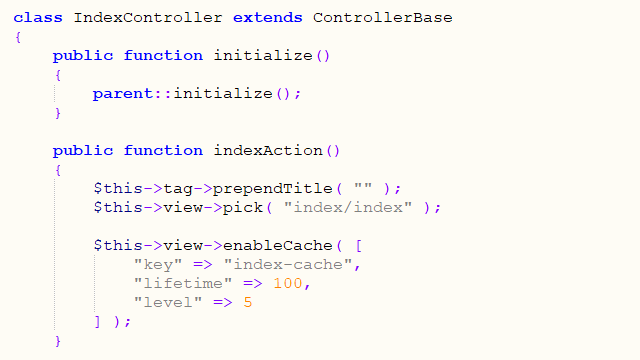 class IndexController extends ControllerBase
{
    public function initialize()
    {
        parent::initialize();
    }

    public function indexAction()
    {
        $this->tag->prependTitle( "" );
        $this->view->pick( "index/index" );

        $this->view->enableCache( [
            "key" => "index-cache",
            "lifetime" => 100,
            "level" => 5
        ] );
    }